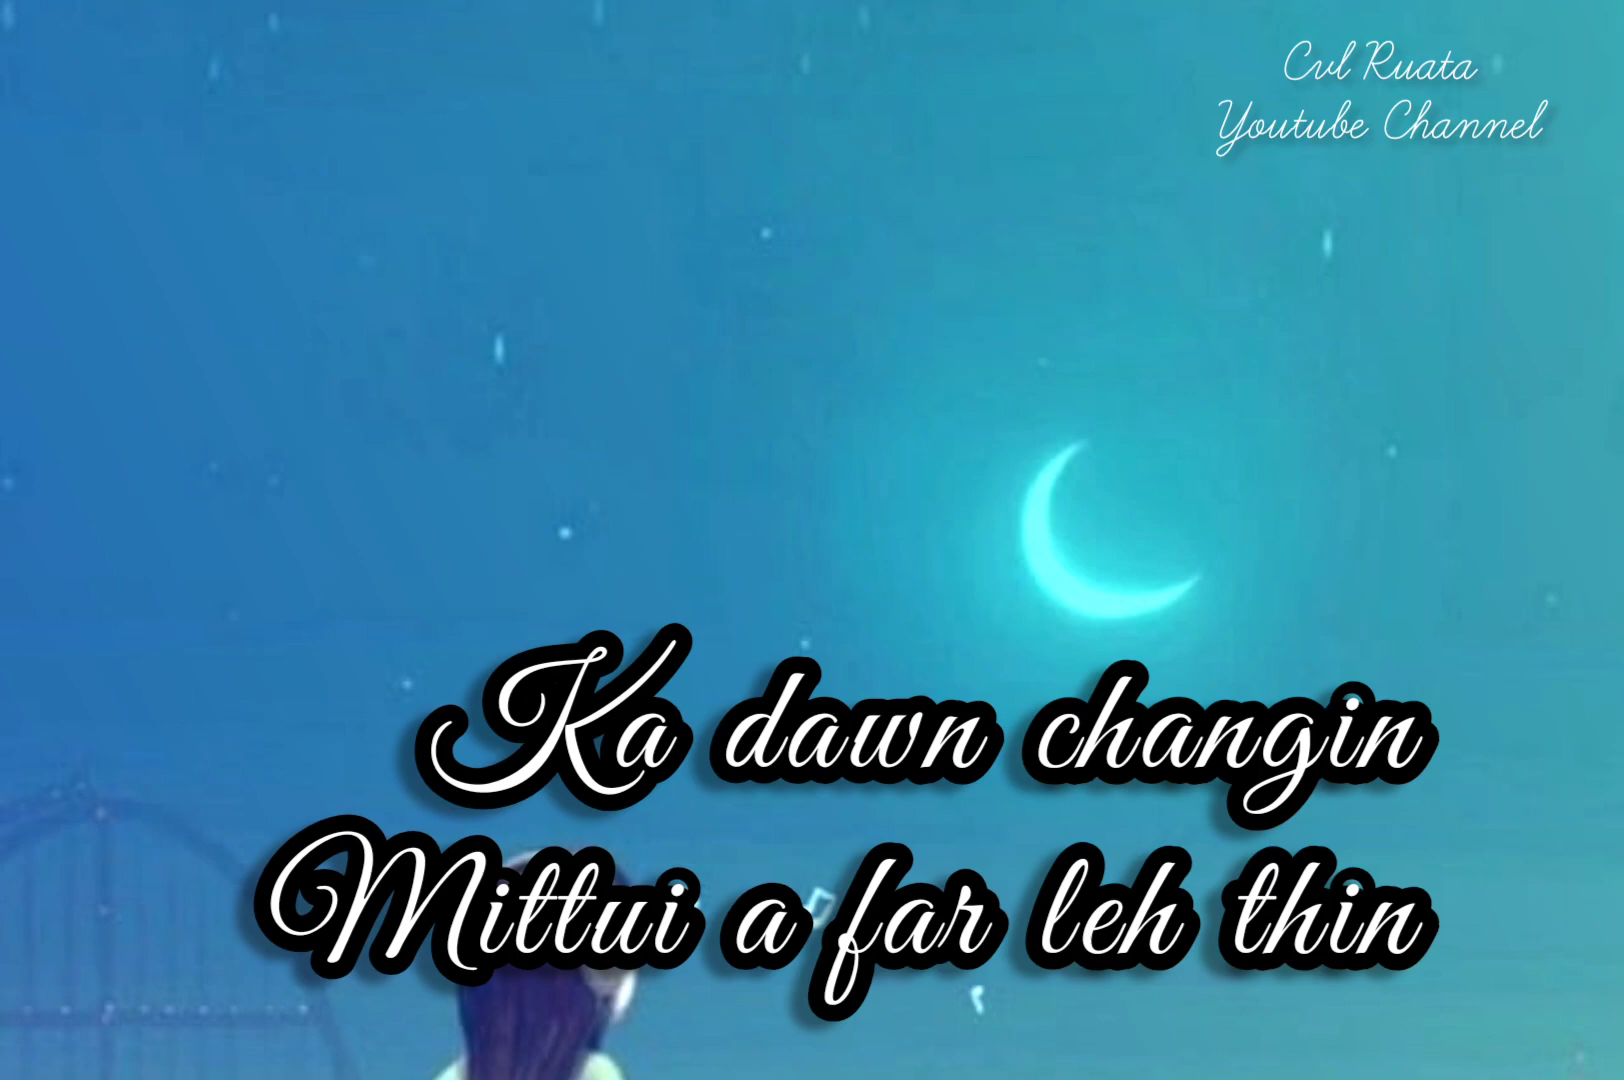 Cvl Ruata
Youtube Channel
Ka dawn changin
Mittui a far leh thin